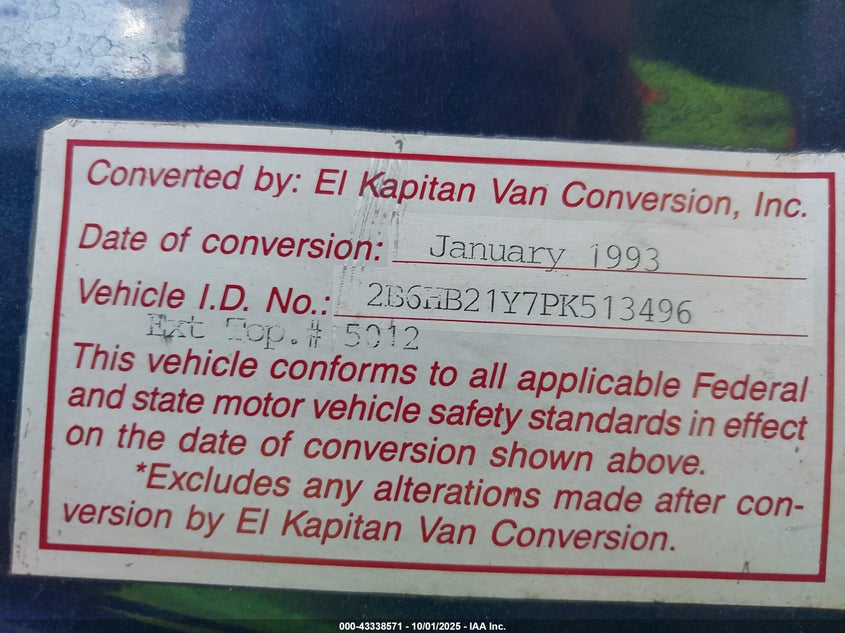 Converted by: El Kapitan Van Conversion, Inc.
Date of conversion: January 1993
Vehicle I.D. No.: 2B6HB21Y7PK513496
Ext Top.# 5012
This vehicle conforms to all applicable Federal
and state motor vehicle safety standards in effect
on the date of conversion shown above.
*Excludes any alterations made after con-
version by El Kapitan Van Conversion.
000-43338571 - 10/01/2025 - IAA Inc.